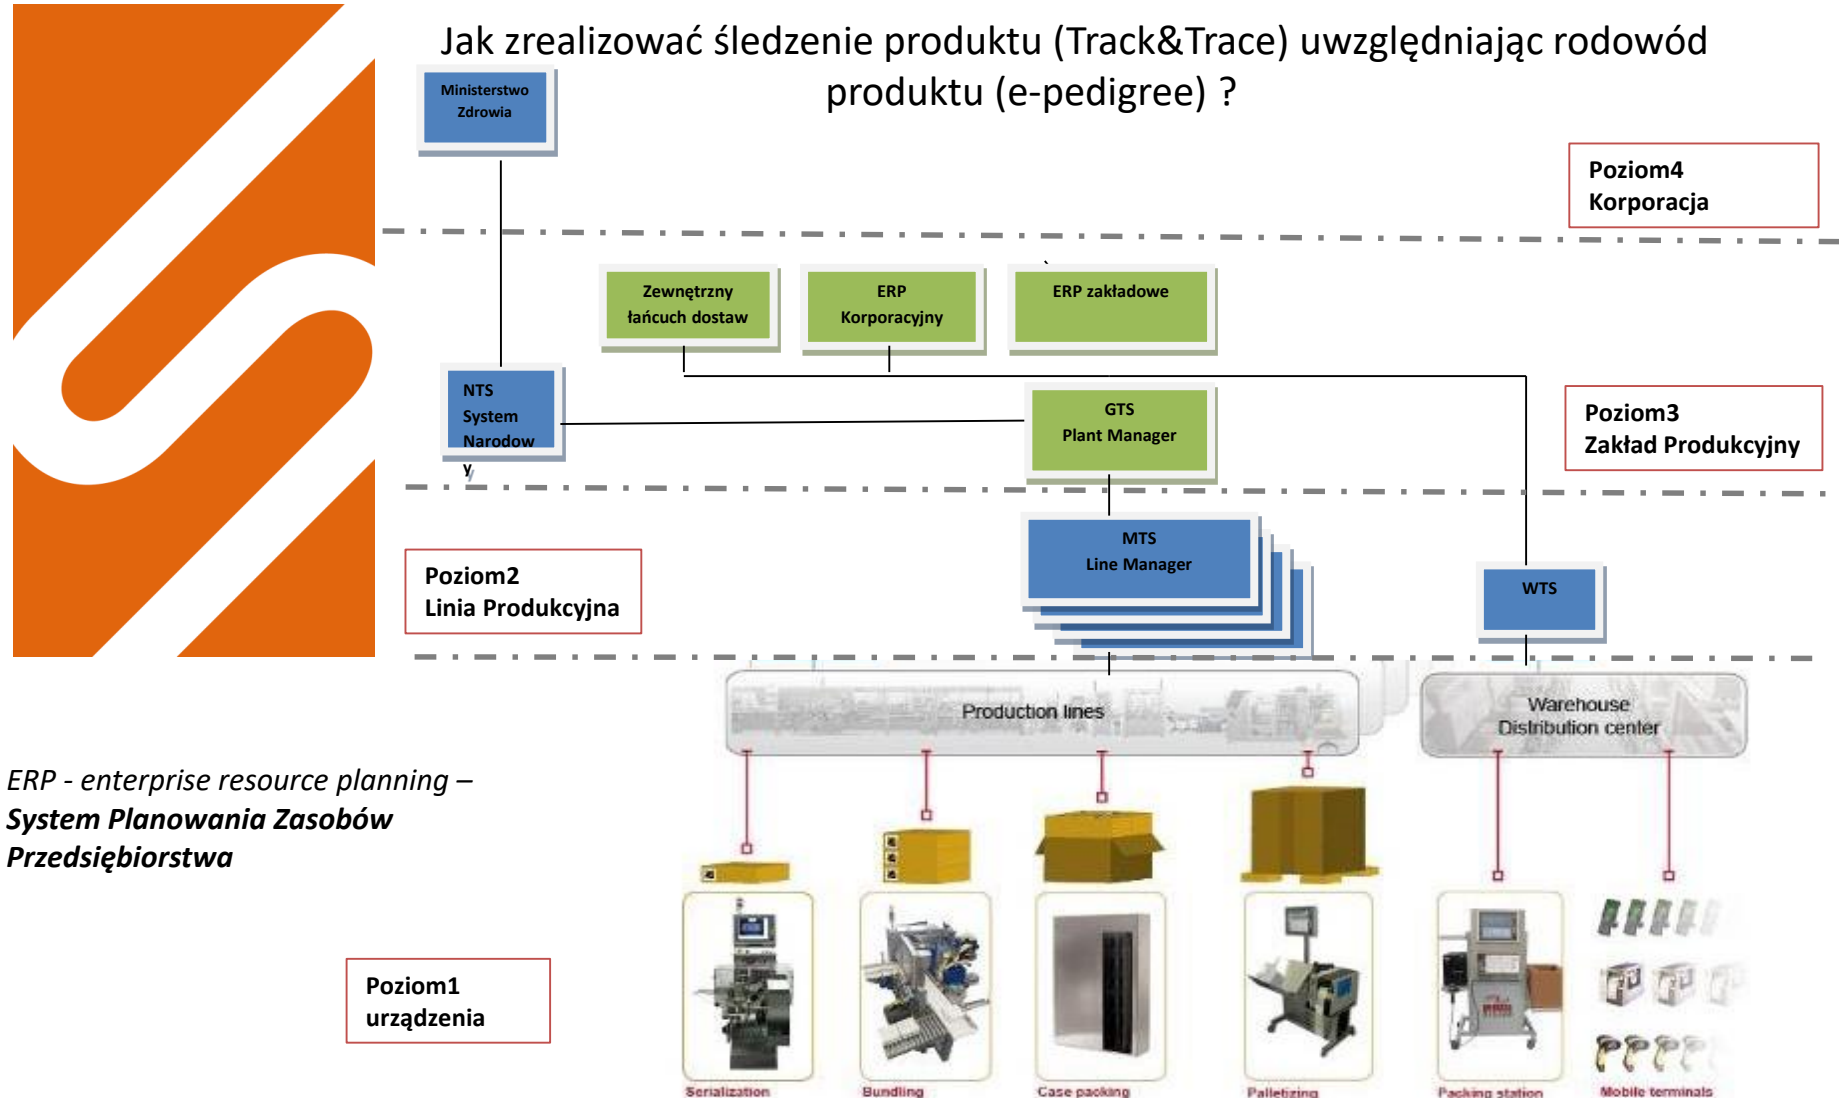 Jak zrealizować śledzenie produktu (Track&Trace) uwzględniając rodowód
produktu (e-pedigree) ?
Ministerstwo
Zdrowia
Poziom4
Korporacja
Zewnętrzny
łańcuch dostaw
ERP
Korporacyjny
ERP zakładowe
NTS
System
Narodow
y
GTS
Plant Manager
Poziom3
Zakład Produkcyjny
MTS
Line Manager
Poziom2
Linia Produkcyjna
WTS
Production lines
Warehouse
Distribution center
ERP - enterprise resource planning –
System Planowania Zasobów
Przedsiębiorstwa
Poziom1
urządzenia
Serialization
Bundling
Case packing
Palletizing
Packing station
Mobile terminals